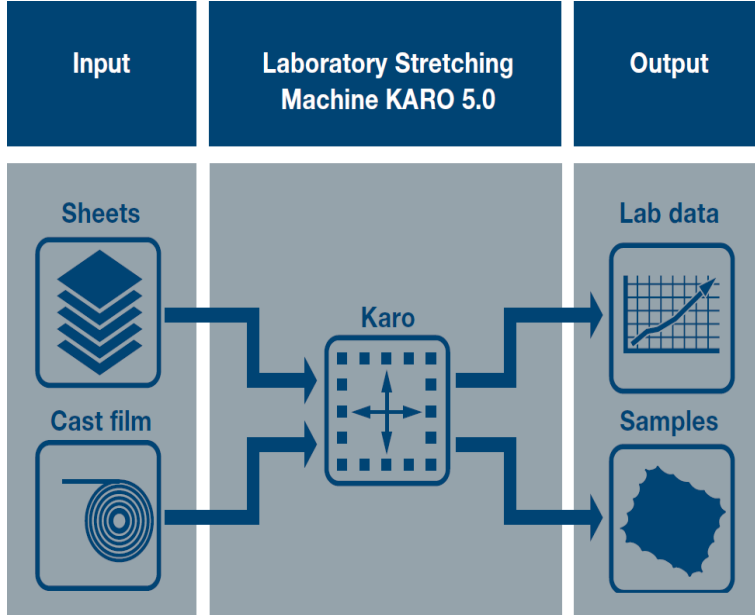 Input
Laboratory Stretching
Machine KARO 5.0
Output
Sheets
Lab data
Karo
Cast film
Samples